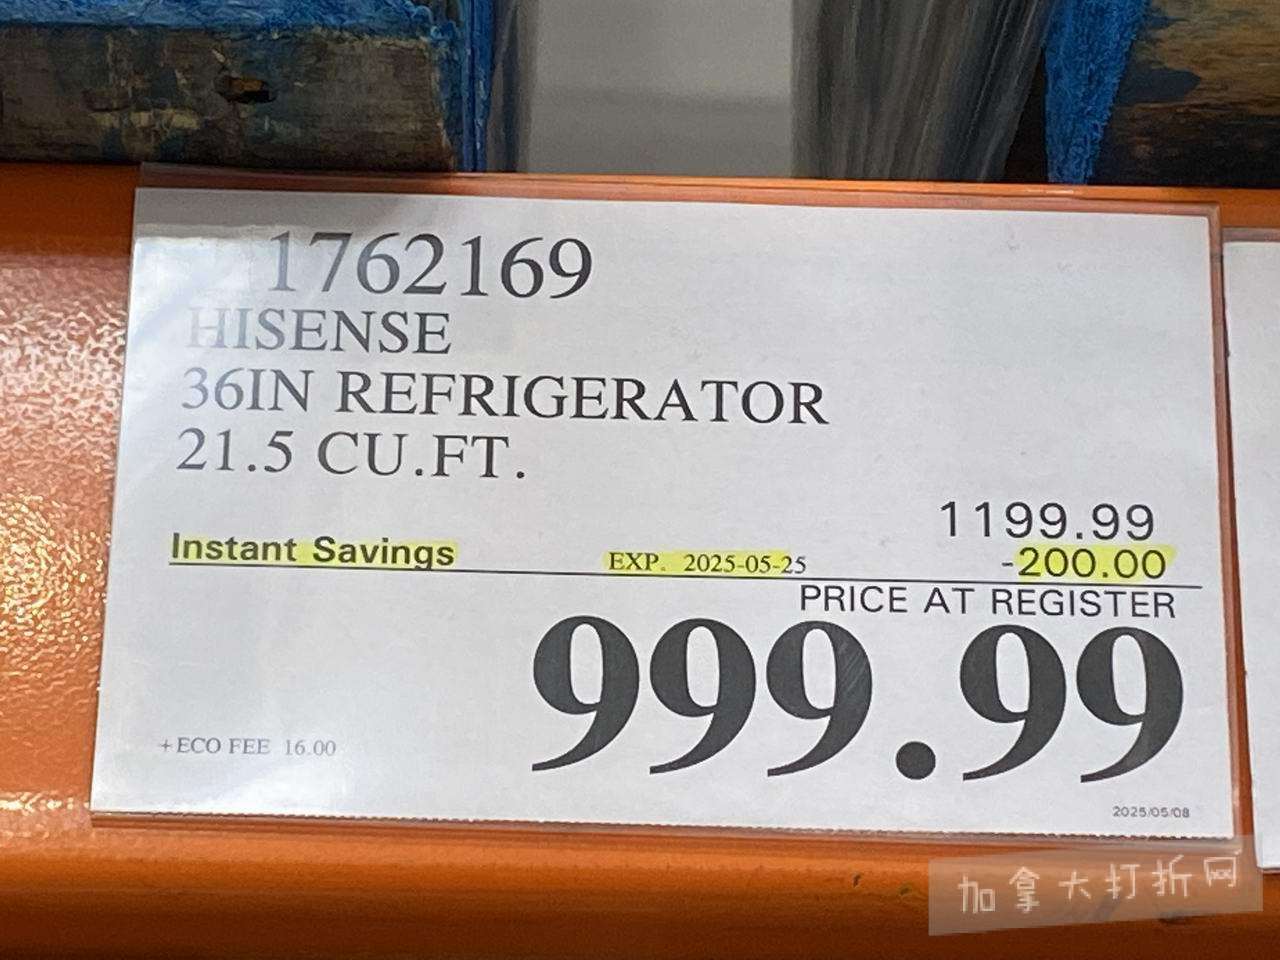 1762169
HISENSE
36IN REFRIGERATOR
21.5 CU.FT.
1199.99
Instant Savings EXP. 2025-05-25 -200.00
PRICE AT REGISTER
999.99
+ECO FEE 16.00
2025/05/08
加拿大打折网